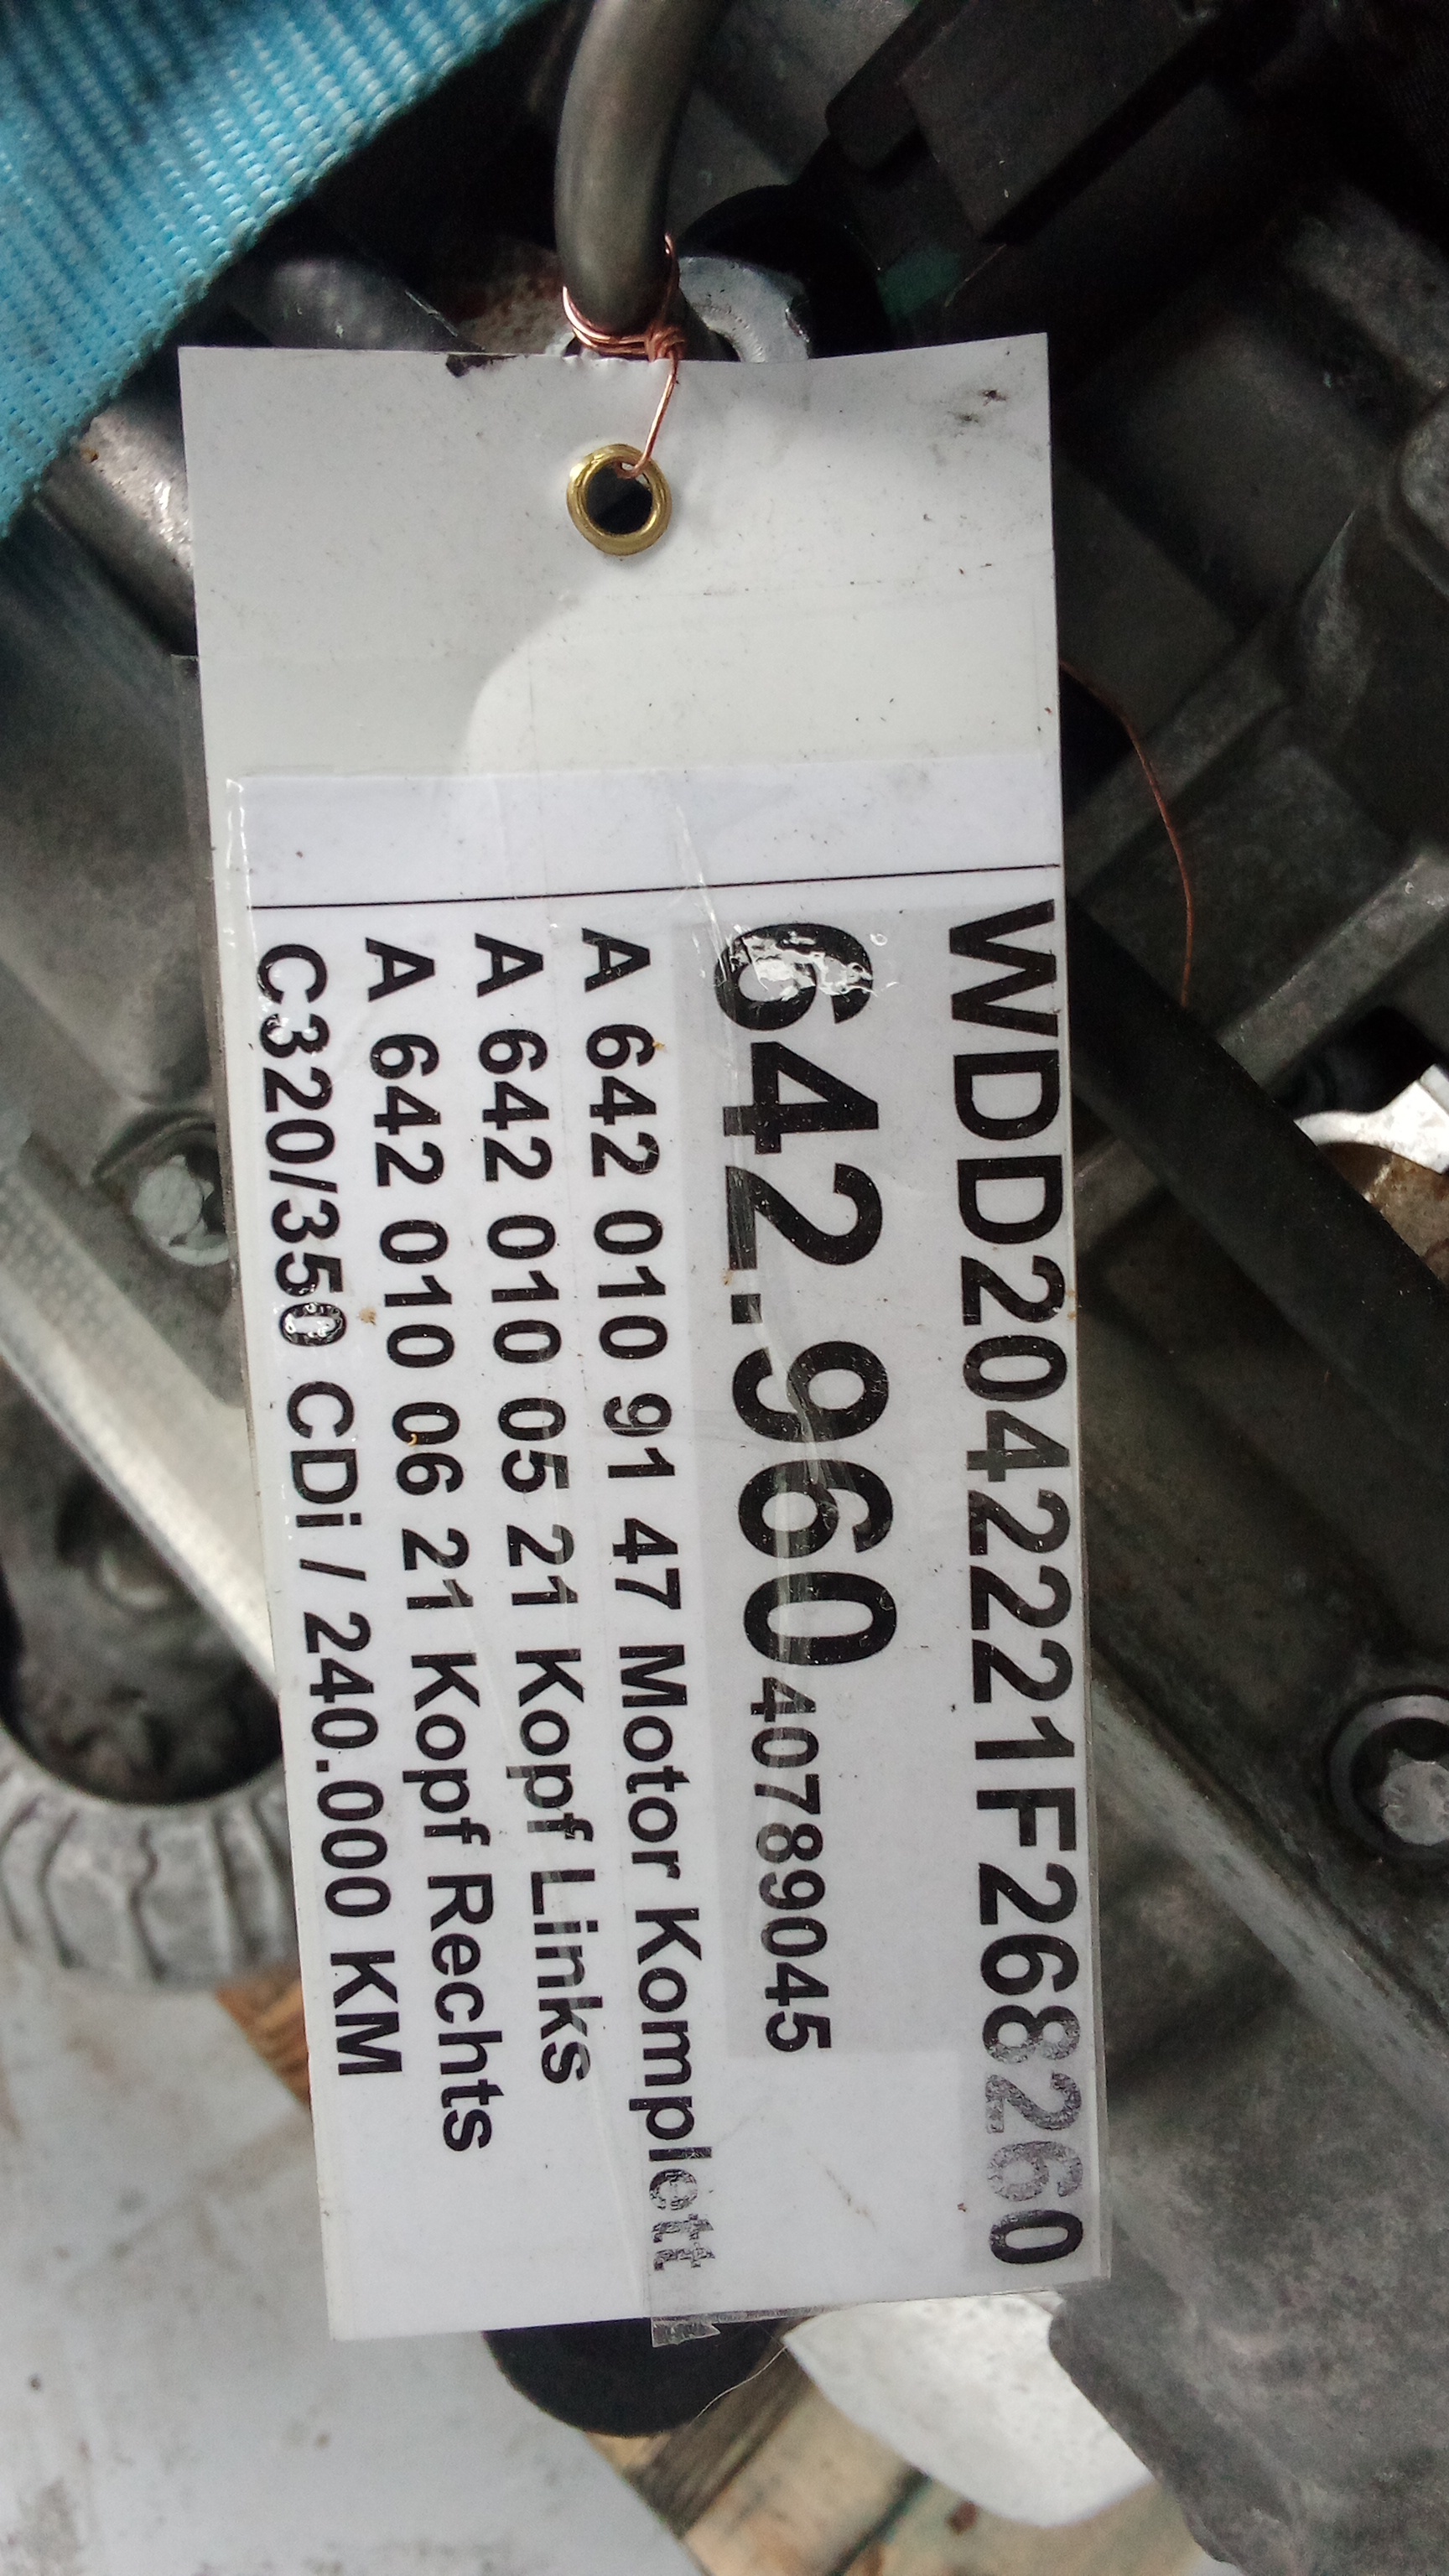 WDD2042221F268260
642.960 40789045
A 642 010 91 47 Motor Komplett
A 642 010 05 21 Kopf Links
A 642 010 06 21 Kopf Rechts
C320/350 CDi / 240.000 KM